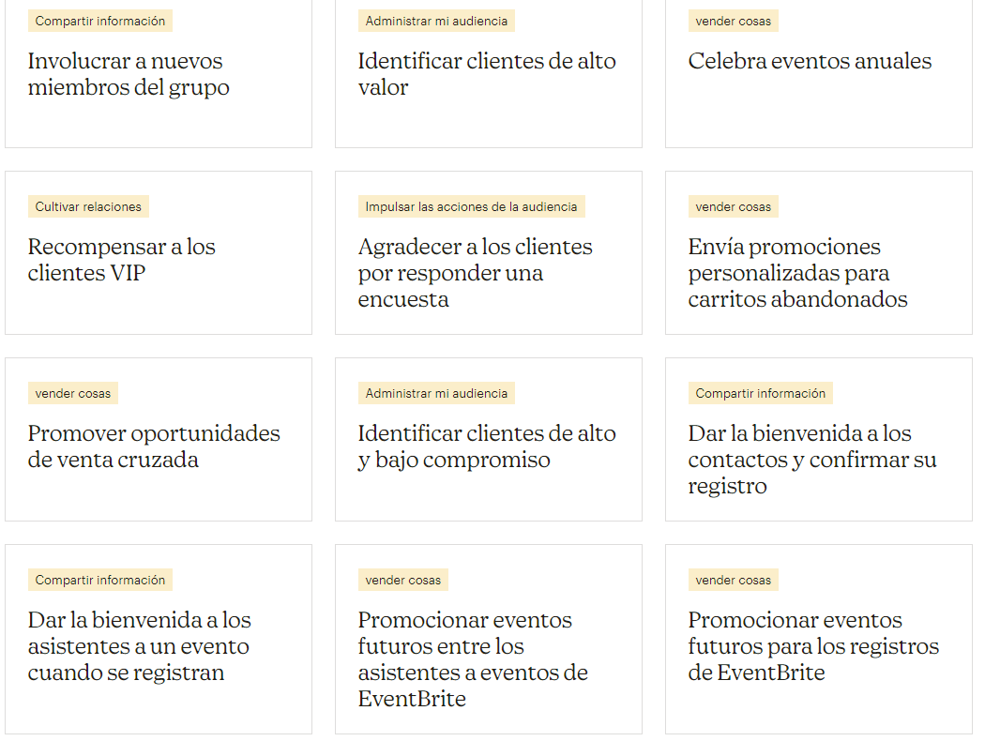 Compartir información
Involucrar a nuevos
miembros del grupo
Administrar mi audiencia
Identificar clientes de alto
valor
vender cosas
Celebra eventos anuales
Cultivar relaciones
Recompensar a los
clientes VIP
Impulsar las acciones de la audiencia
Agradecer a los clientes
por responder una
encuesta
vender cosas
Envía promociones
personalizadas para
carritos abandonados
vender cosas
Promover oportunidades
de venta cruzada
Administrar mi audiencia
Identificar clientes de alto
y bajo compromiso
Compartir información
Dar la bienvenida a los
contactos y confirmar su
registro
Compartir información
Dar la bienvenida a los
asistentes a un evento
cuando se registran
vender cosas
Promocionar eventos
futuros entre los
asistentes a eventos de
EventBrite
vender cosas
Promocionar eventos
futuros para los registros
de EventBrite